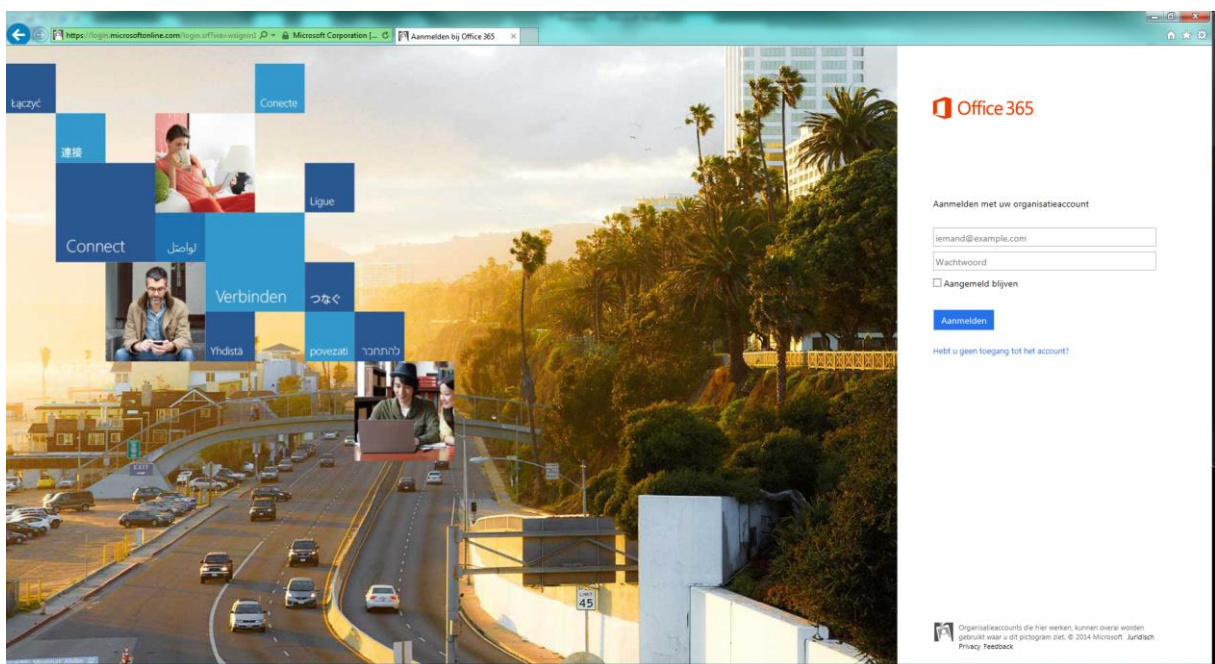 https://login.microsoftonline.com/login.srf?wa=wsignin1
Microsoft Corporation [...
Aanmelden bij Office 365
Łączyć
Conecte
連接
Ligue
Connect
تواصل
Verbinden
つなぐ
Yhdistä
povezati
להתחבר
EXIT
LIMIT
45
Office 365
Aanmelden met uw organisatieaccount
iemand@example.com
Wachtwoord
Aangemeld blijven
Aanmelden
Hebt u geen toegang tot het account?
Organisatieaccounts die hier werken, kunnen overal worden
gebruikt waar u dit pictogram ziet. © 2014 Microsoft Juridisch
Privacy Feedback